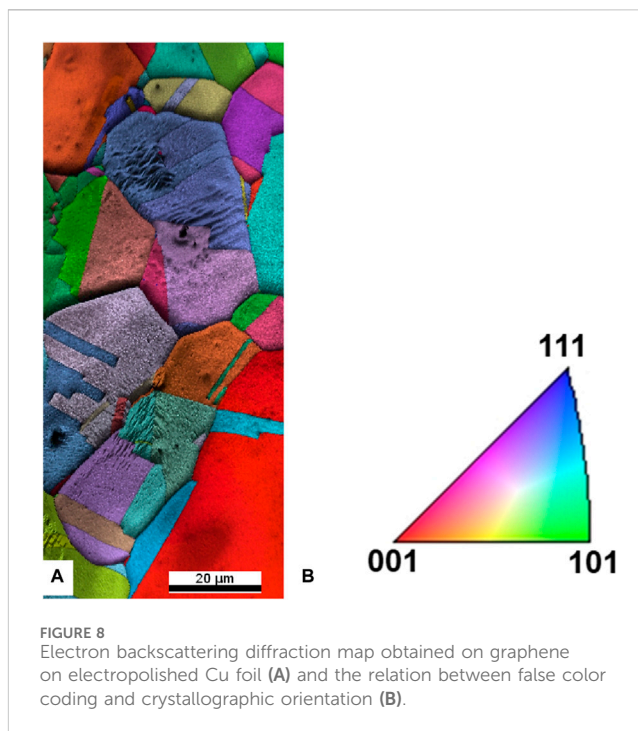 A
20 µm
B
111
001
101
FIGURE 8
Electron backscattering diffraction map obtained on graphene
on electropolished Cu foil (A) and the relation between false color
coding and crystallographic orientation (B).